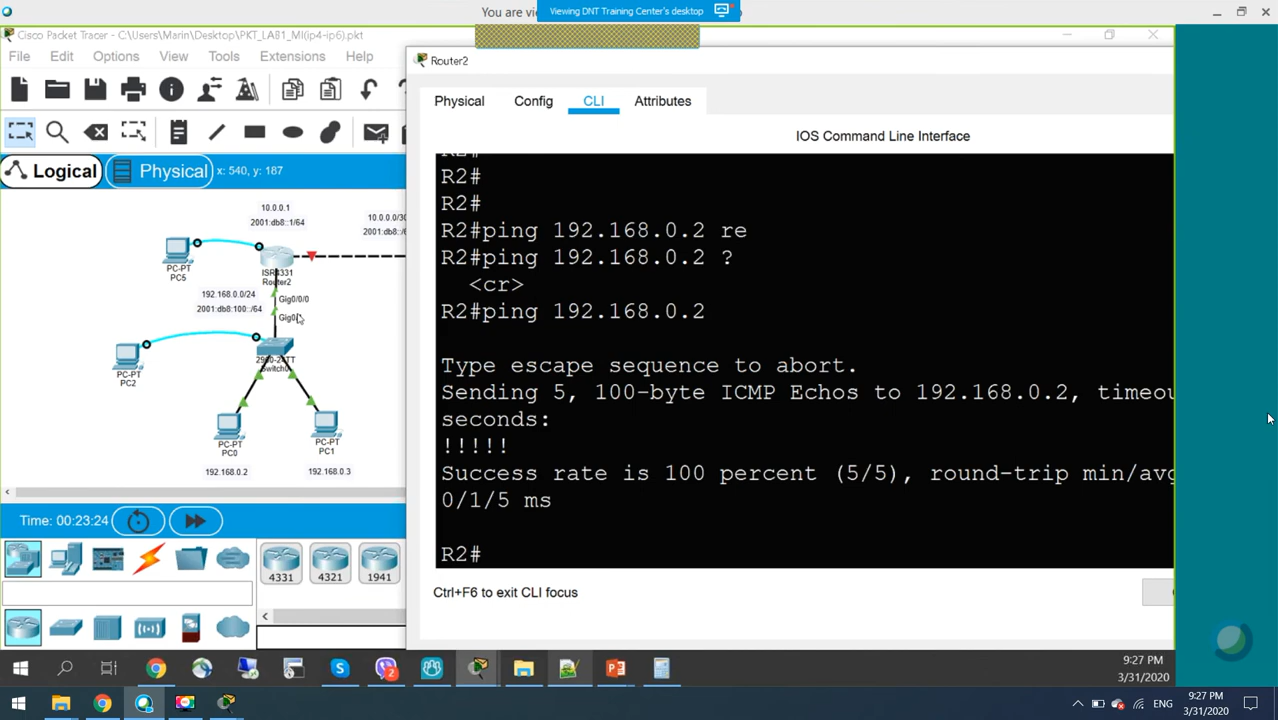 You are vi
Viewing DNT Training Center's desktop
Cisco Packet Tracer - C:\Users\Marin\Desktop\PKT_LAB1_MI(ip4-ip6).pkt
File Edit Options View Tools Extensions Help
Logical Physical x: 540, y: 187
10.0.0.1
2001:db8::1/64
10.0.0.0/30
2001:db8::/
PC-PT
PC5
ISR4331
Router2
192.168.0.0/24
2001:db8:100::/64
Gig0/0/0
Gig0/
PC-PT
PC2
Switch0
PC-PT
PC0
PC-PT
PC1
192.168.0.2
192.168.0.3
Time: 00:23:24
4331 4321 1941
Router2
Physical Config CLI Attributes
IOS Command Line Interface
R2#
R2#
R2#
R2#ping 192.168.0.2 re
R2#ping 192.168.0.2 ?
<cr>
R2#ping 192.168.0.2
Type escape sequence to abort.
Sending 5, 100-byte ICMP Echos to 192.168.0.2, timeou
seconds:
!!!!!
Success rate is 100 percent (5/5), round-trip min/avg
0/1/5 ms
R2#
Ctrl+F6 to exit CLI focus
9:27 PM
3/31/2020
ENG
9:27 PM
3/31/2020